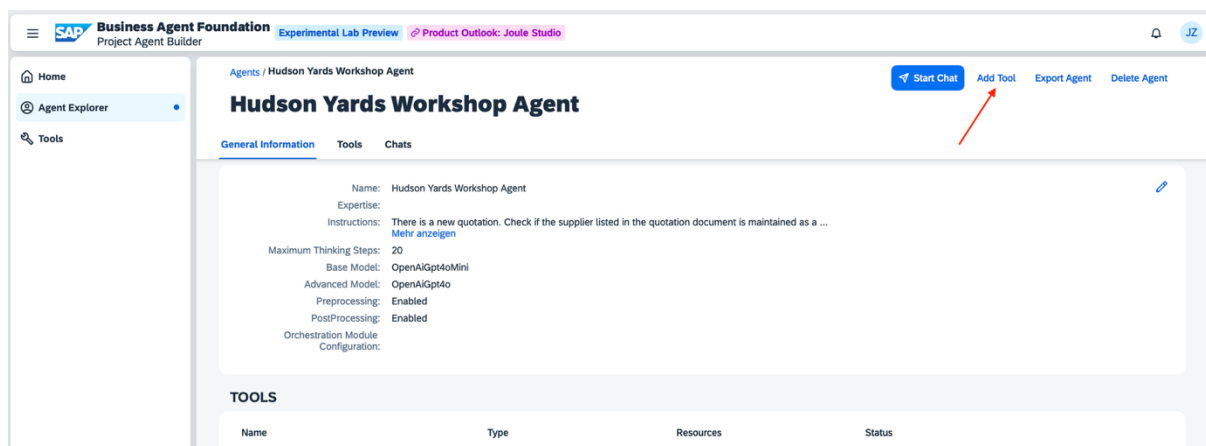 SAP Business Agent Foundation Experimental Lab Preview Product Outlook: Joule Studio JZ
Project Agent Builder
Home
Agent Explorer
Tools
Agents / Hudson Yards Workshop Agent
Start Chat Add Tool Export Agent Delete Agent
Hudson Yards Workshop Agent
General Information Tools Chats
Name: Hudson Yards Workshop Agent
Expertise:
Instructions: There is a new quotation. Check if the supplier listed in the quotation document is maintained as a ...
Mehr anzeigen
Maximum Thinking Steps: 20
Base Model: OpenAiGpt4oMini
Advanced Model: OpenAiGpt4o
Preprocessing: Enabled
PostProcessing: Enabled
Orchestration Module
Configuration:
TOOLS
Name Type Resources Status